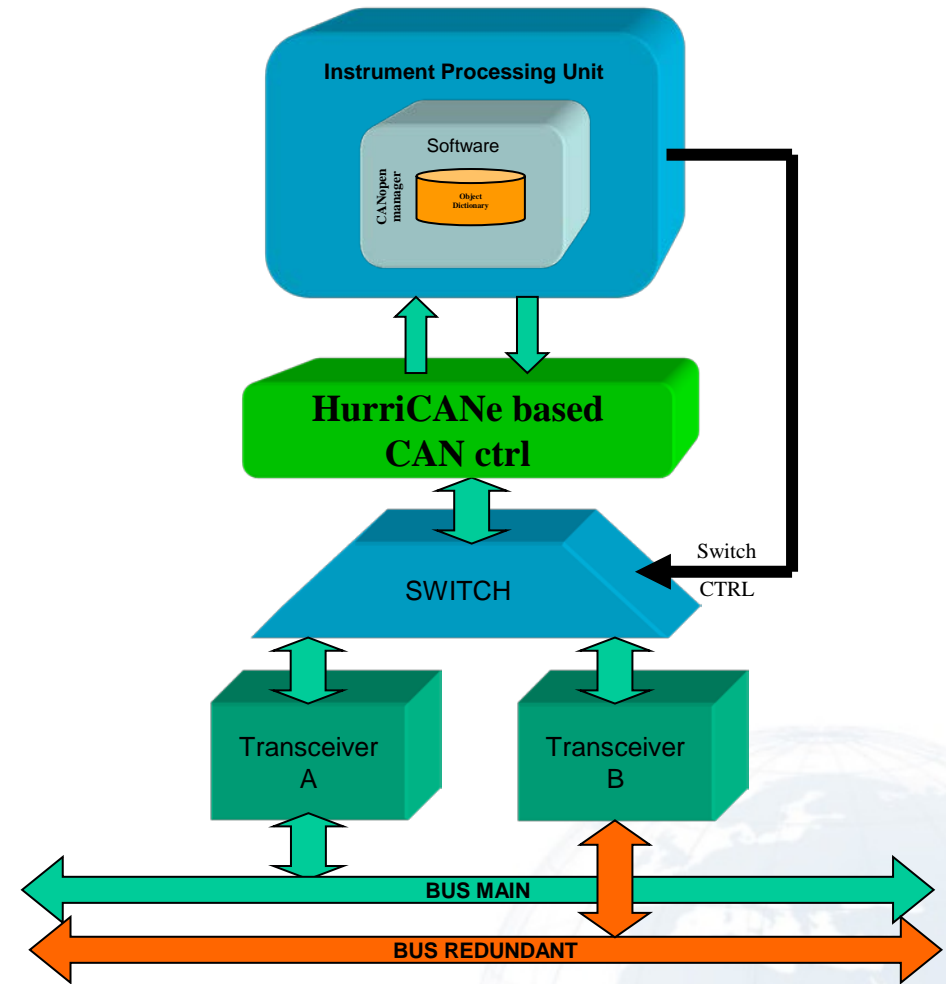 Instrument Processing Unit
Software
CANopen
manager
Object
Dictionary
HurriCANe based
CAN ctrl
Switch
CTRL
SWITCH
Transceiver
A
Transceiver
B
BUS MAIN
BUS REDUNDANT